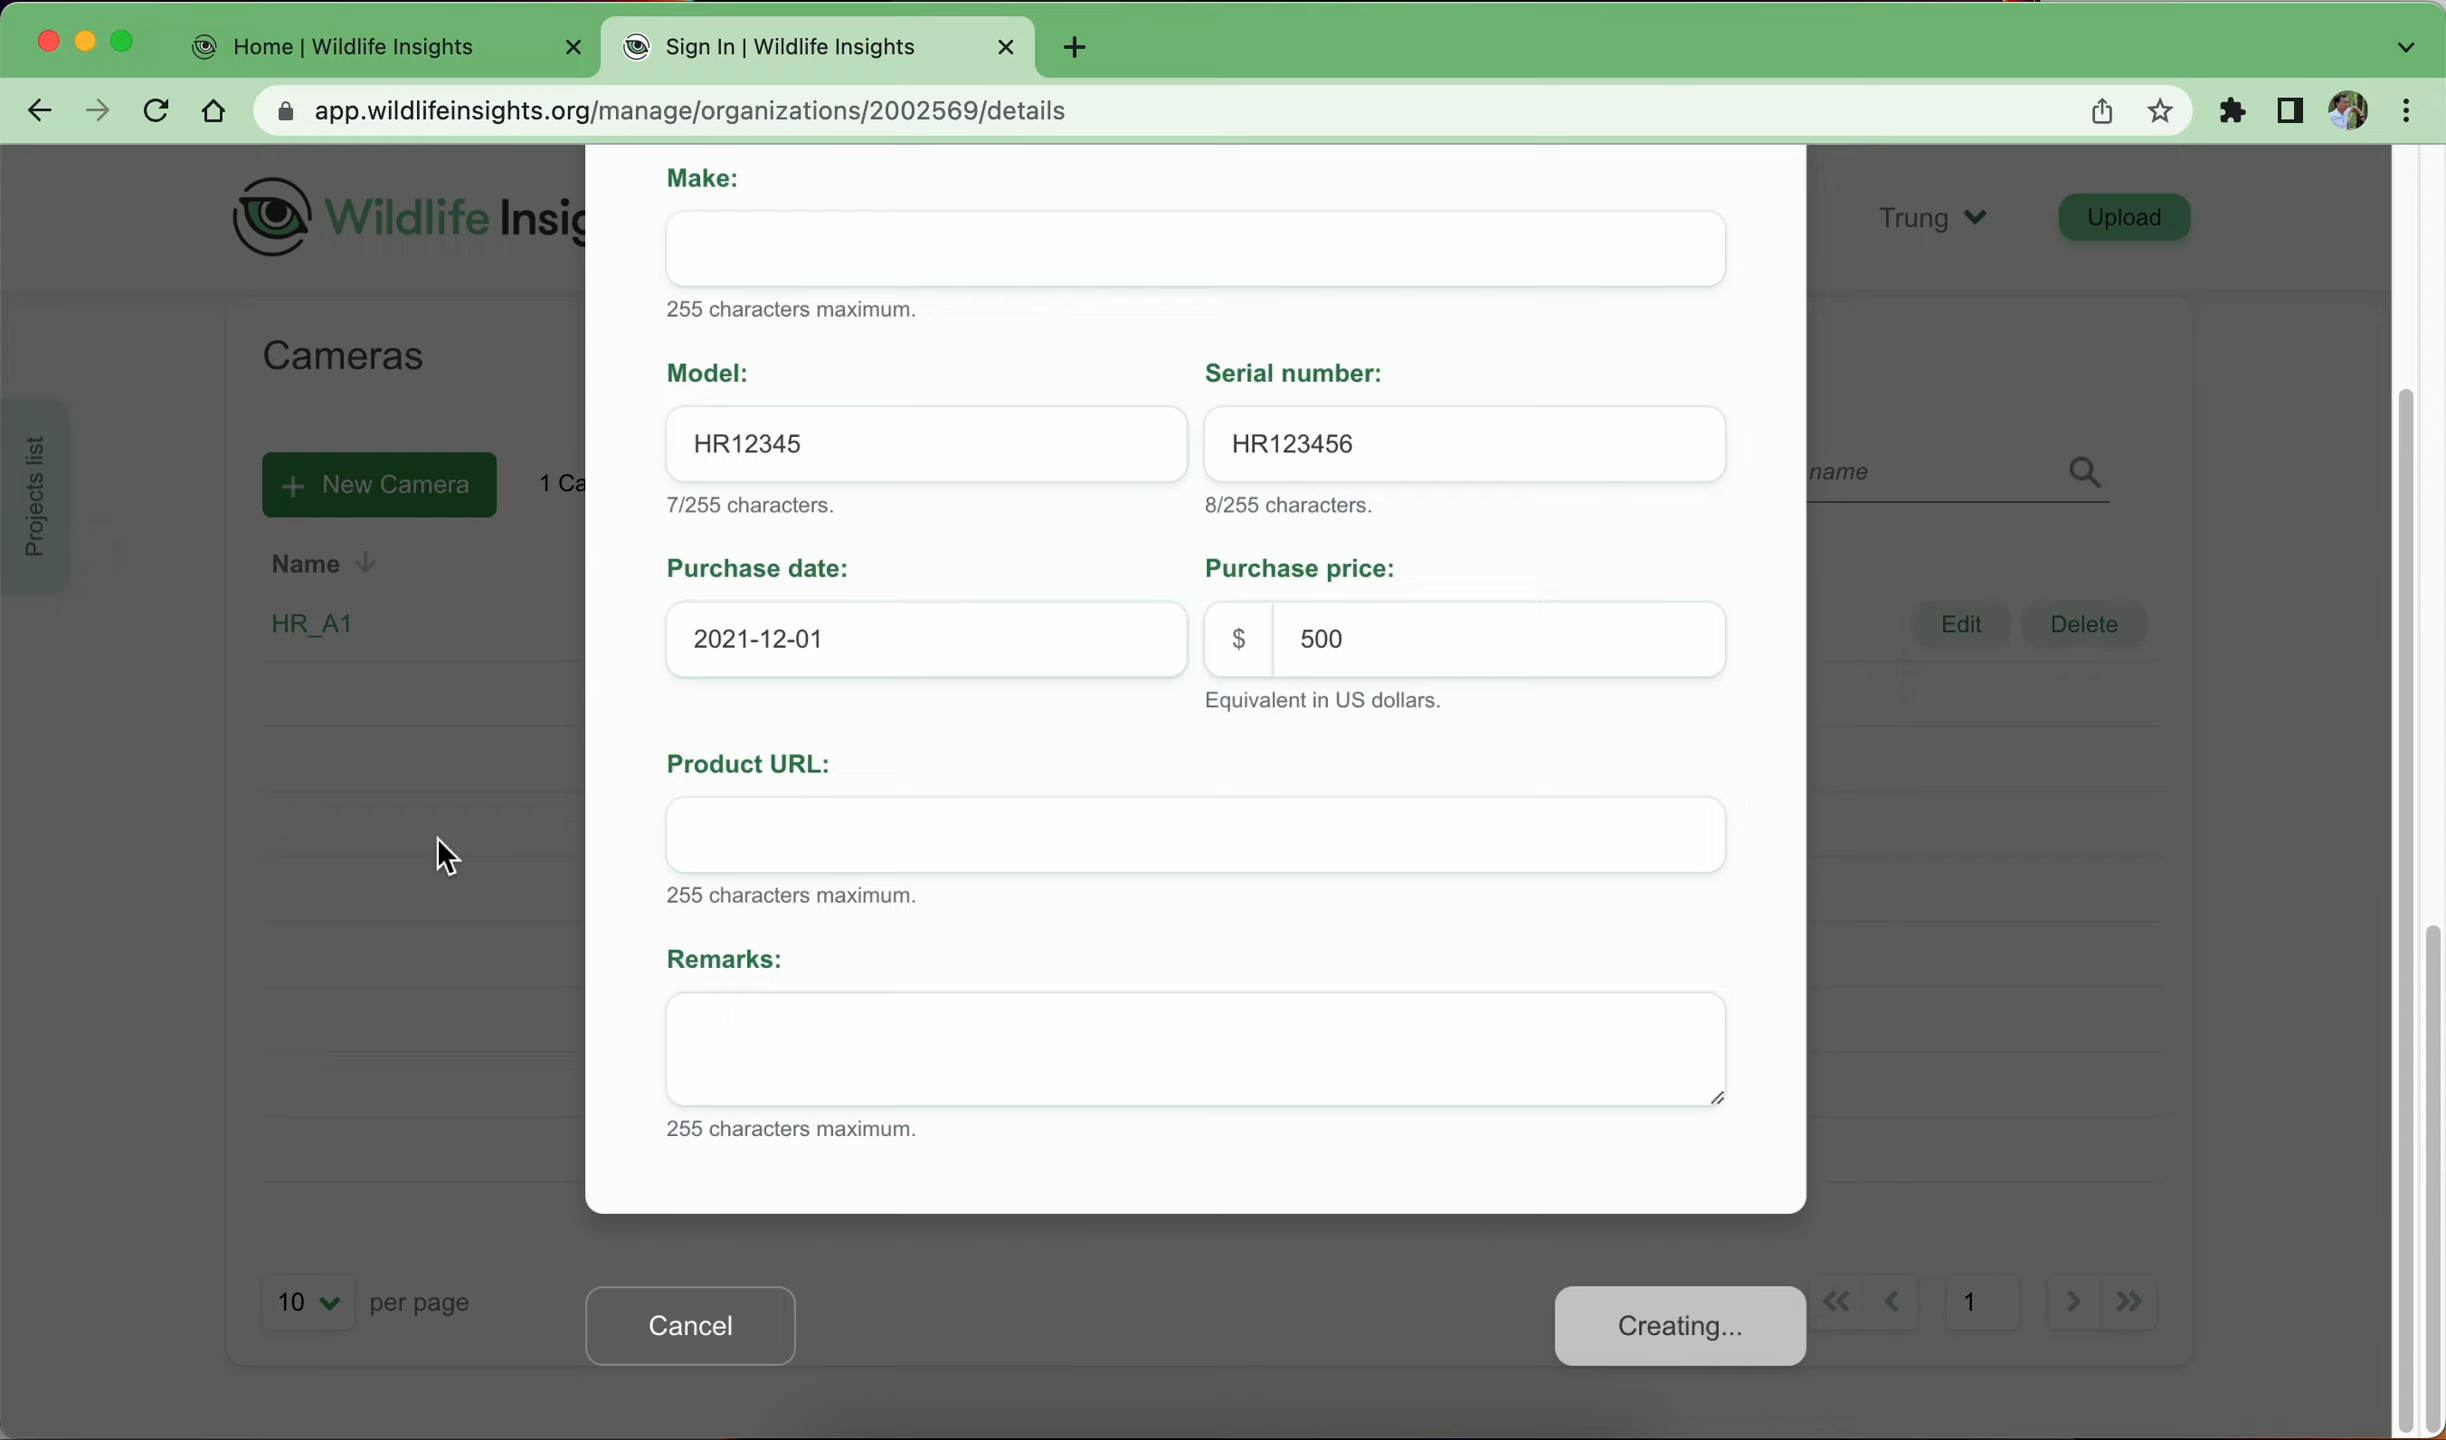 Home | Wildlife Insights
Sign In | Wildlife Insights
app.wildlifeinsights.org/manage/organizations/2002569/details
Wildlife Insig
Trung
Upload
Projects list
Cameras
New Camera
1 Ca
name
Name
HR_A1
Edit
Delete
Make:
255 characters maximum.
Model:
Serial number:
HR12345
HR123456
7/255 characters.
8/255 characters.
Purchase date:
Purchase price:
2021-12-01
$ 500
Equivalent in US dollars.
Product URL:
255 characters maximum.
Remarks:
255 characters maximum.
10 per page
1
Cancel
Creating...